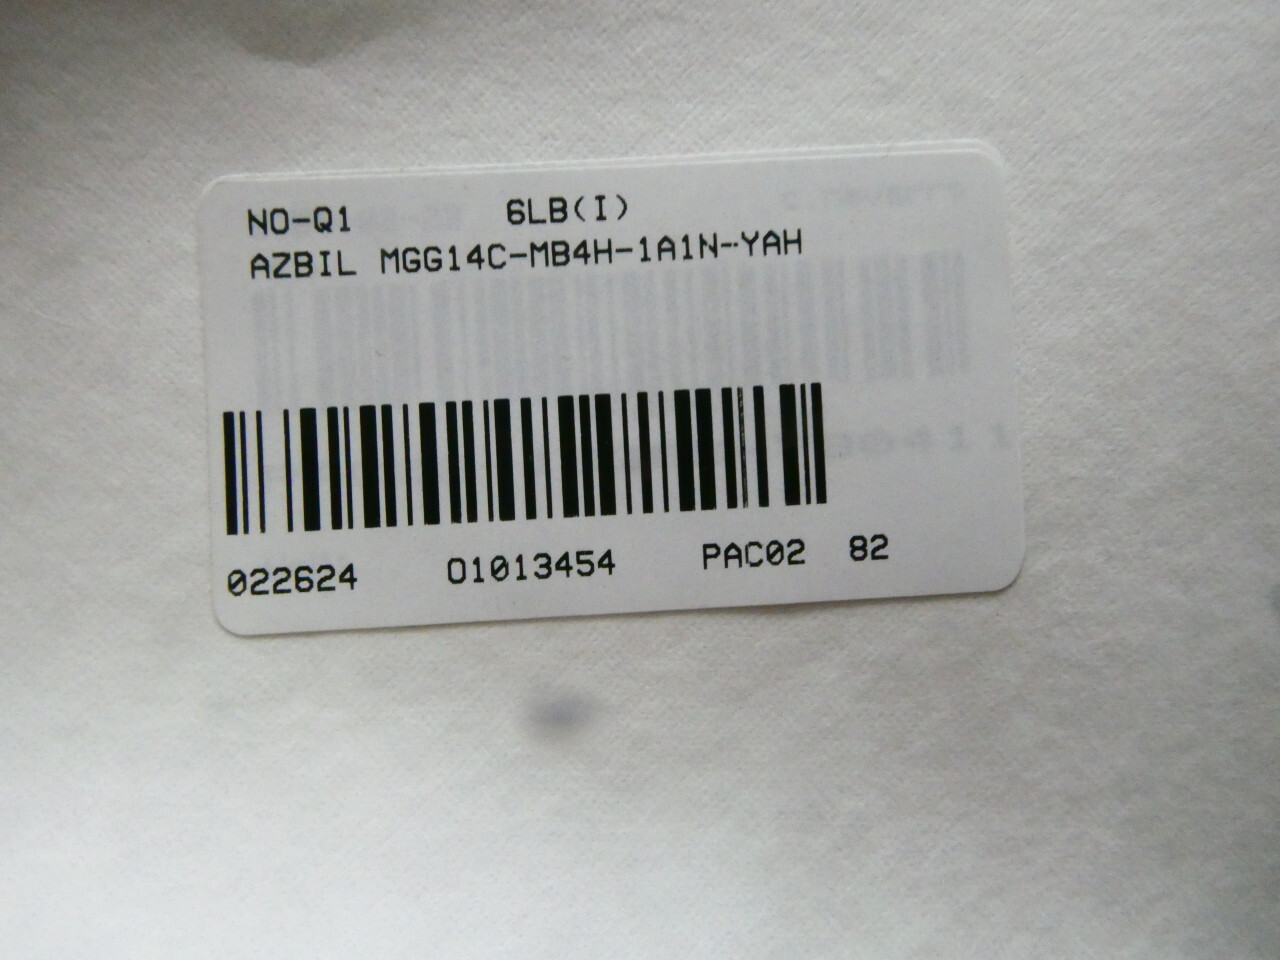 NO-Q1 6LB(I)
AZBIL MGG14C-MB4H-1A1N--YAH
022624 01013454 PAC02 82